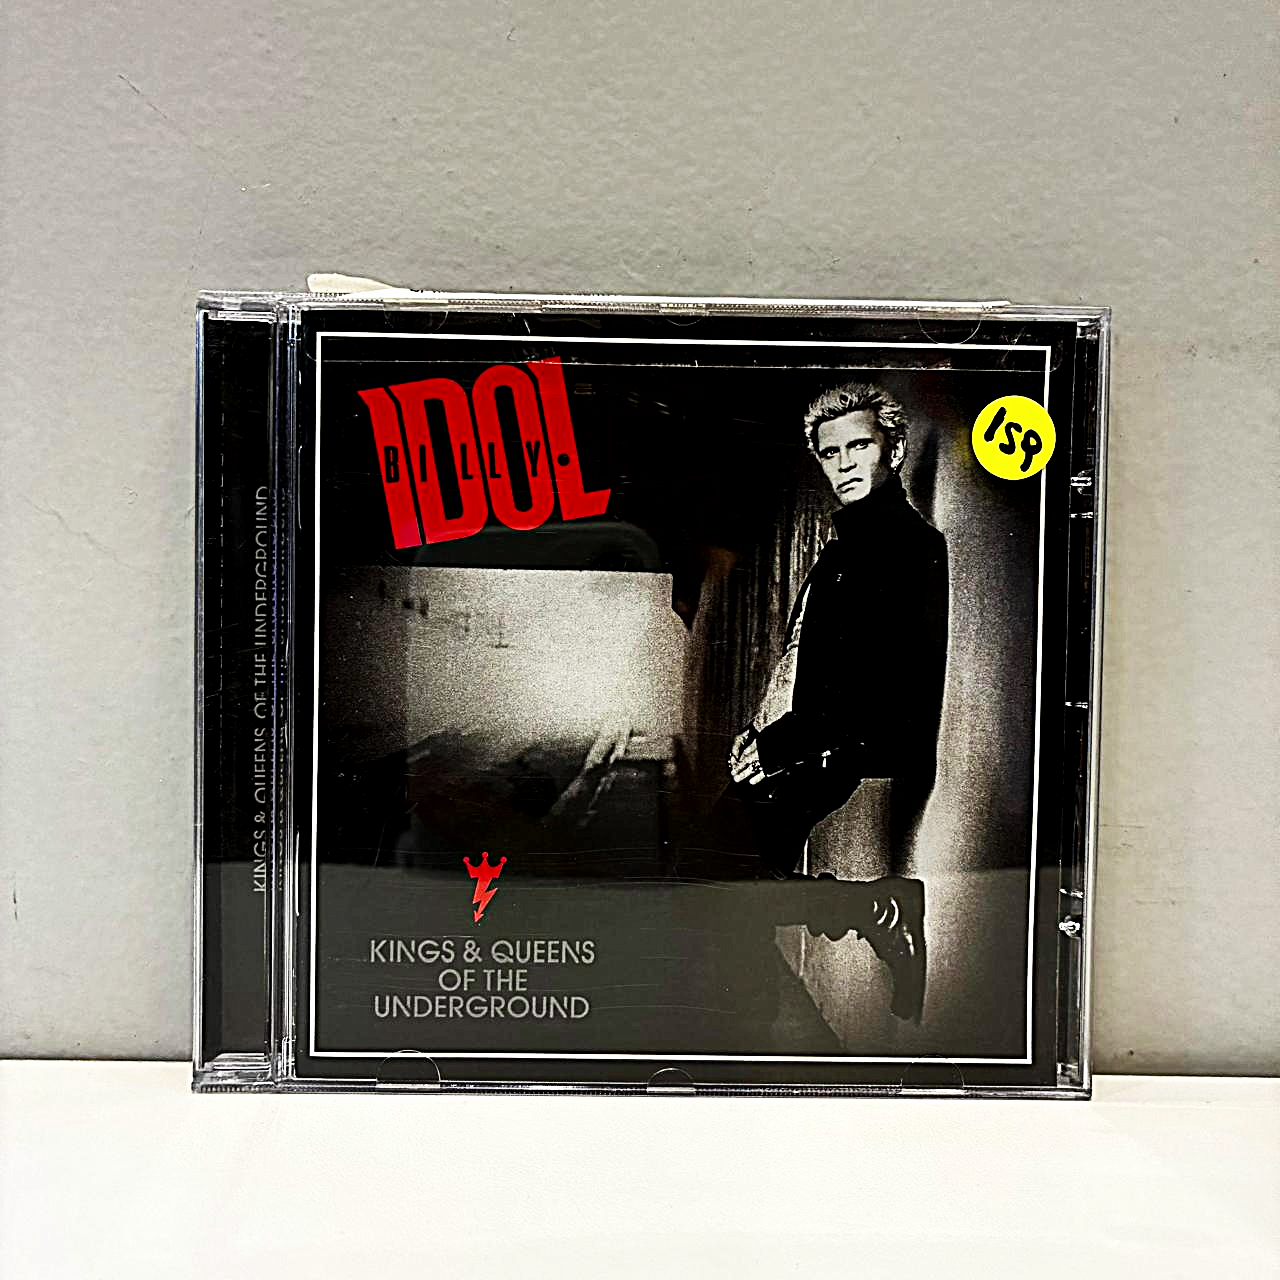 IDOL
BILLY
159
KINGS & QUEENS
OF THE
UNDERGROUND
KINGS & QUEENS OF THE UNDERGROUND